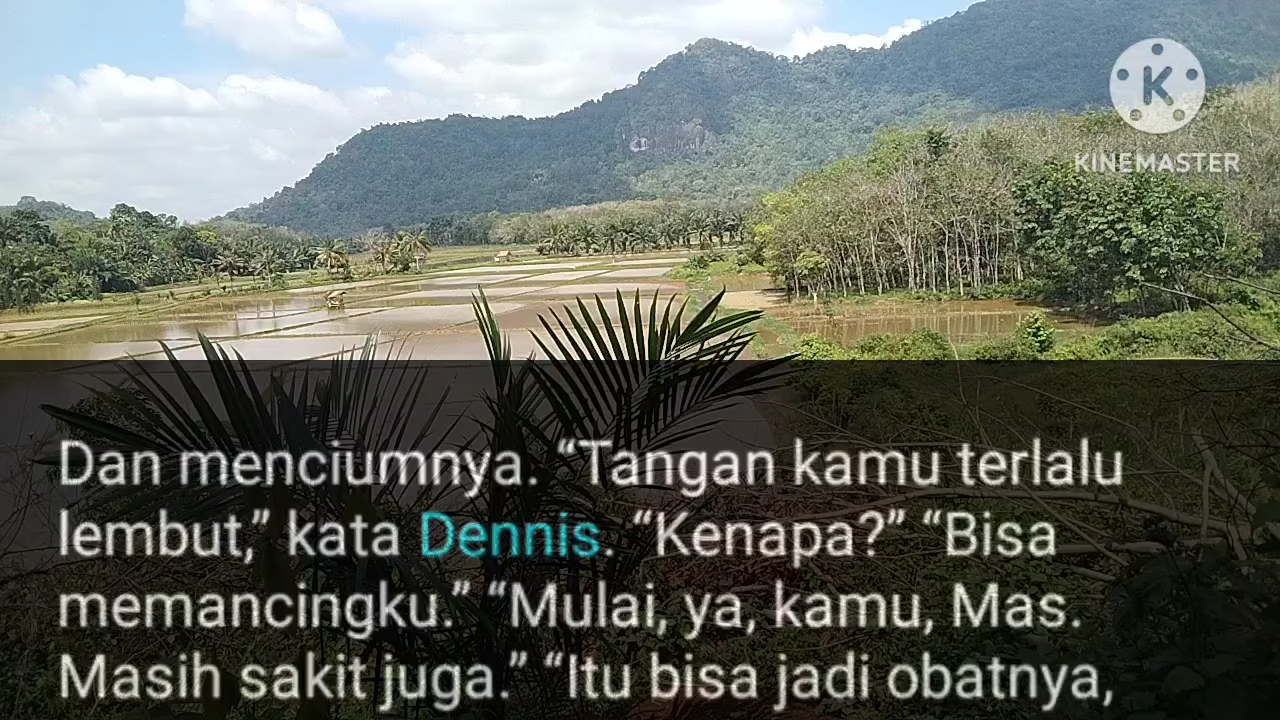 K
KINEMASTER
Dan menciumnya. “Tangan kamu terlalu
lembut,” kata Dennis. “Kenapa?” “Bisa
memancingku.” “Mulai, ya, kamu, Mas.
Masih sakit juga.” “Itu bisa jadi obatnya,